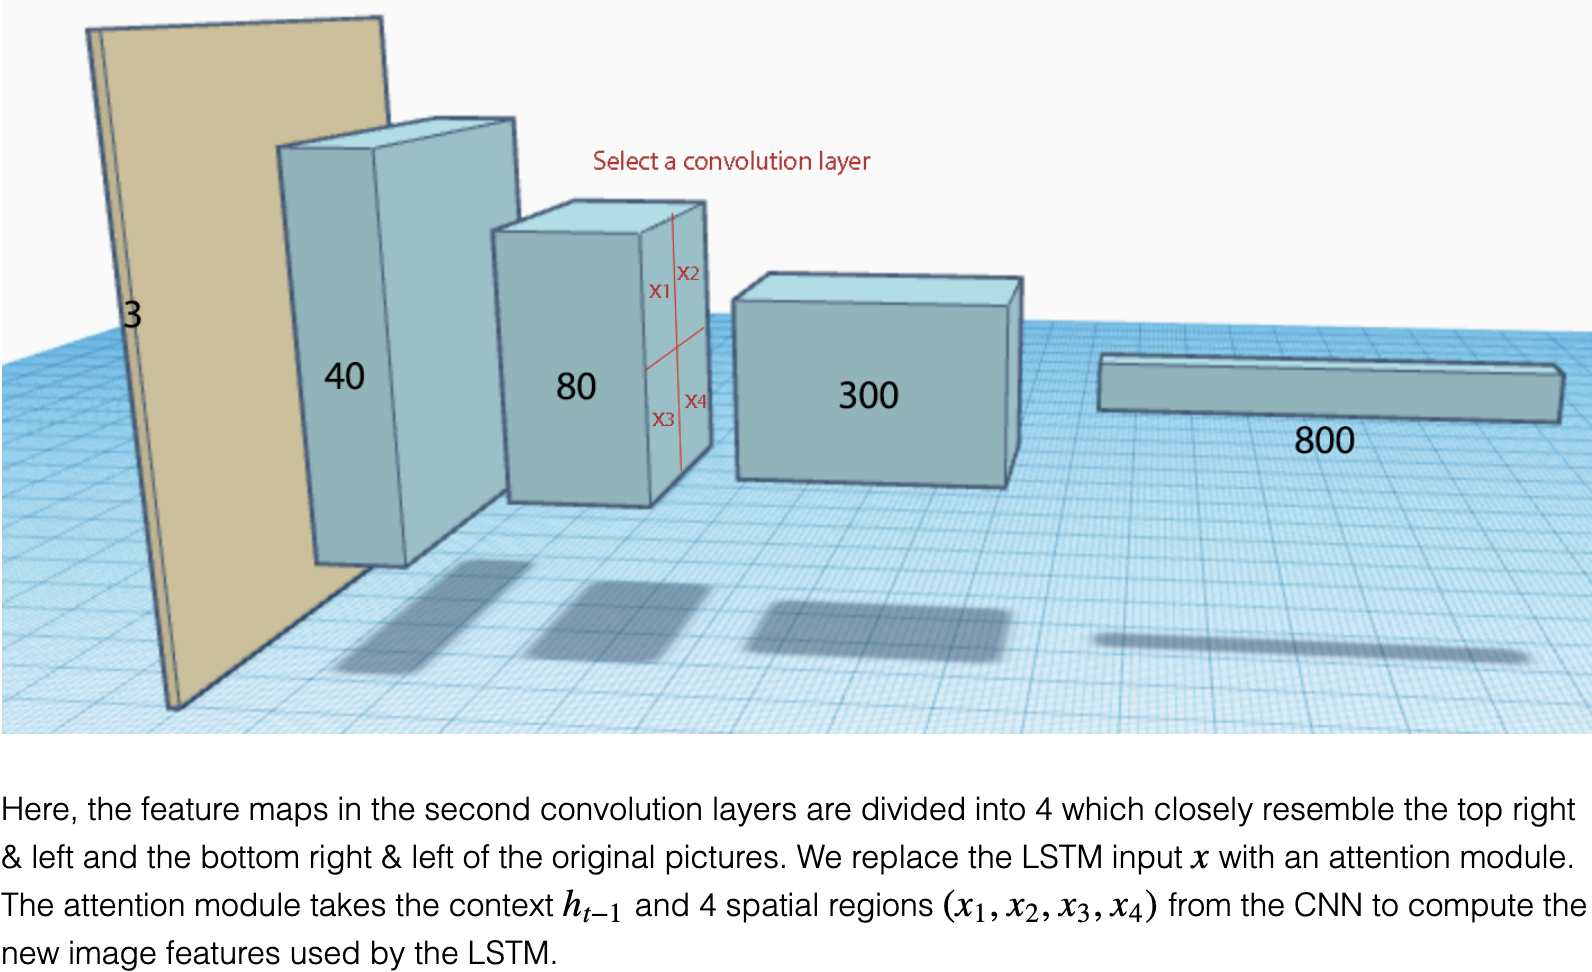 Select a convolution layer
3
40
80
X1
X2
X3
X4
300
800
Here, the feature maps in the second convolution layers are divided into 4 which closely resemble the top right
& left and the bottom right & left of the original pictures. We replace the LSTM input x with an attention module.
The attention module takes the context h_{t−1} and 4 spatial regions (x_1, x_2, x_3, x_4) from the CNN to compute the
new image features used by the LSTM.